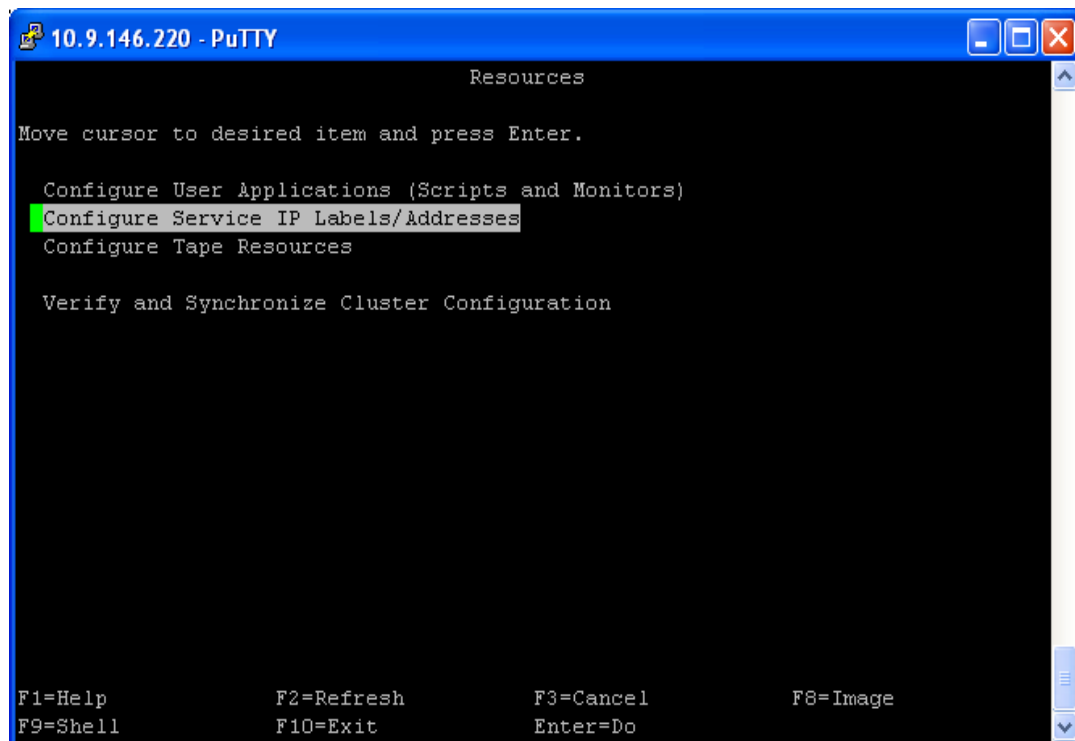 10.9.146.220 - PuTTY
Resources
Move cursor to desired item and press Enter.
Configure User Applications (Scripts and Monitors)
Configure Service IP Labels/Addresses
Configure Tape Resources
Verify and Synchronize Cluster Configuration
F1=Help F2=Refresh F3=Cancel F8=Image
F9=Shell F10=Exit Enter=Do